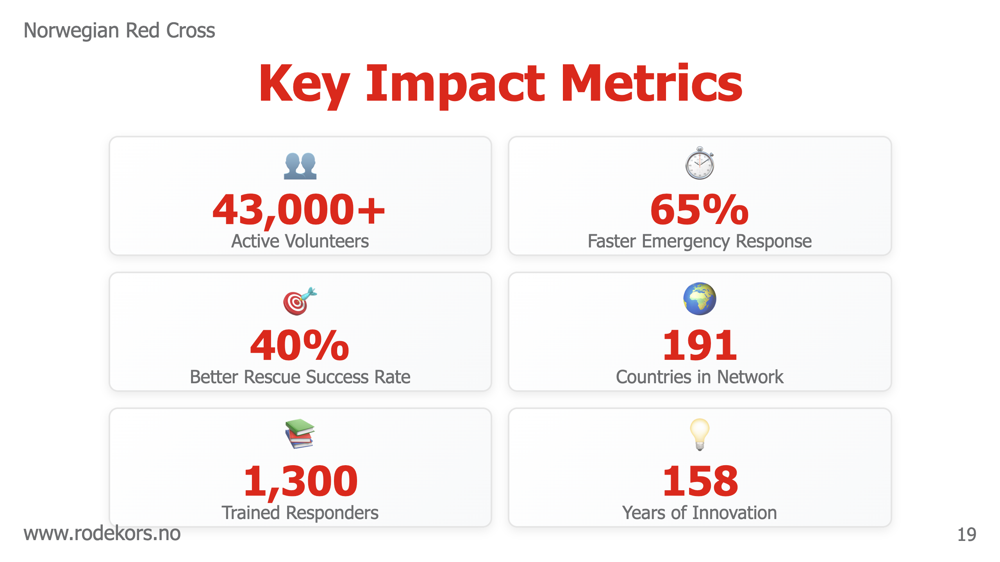 Norwegian Red Cross
Key Impact Metrics
43,000+
Active Volunteers
65%
Faster Emergency Response
40%
Better Rescue Success Rate
191
Countries in Network
1,300
Trained Responders
158
Years of Innovation
www.rodekors.no
19